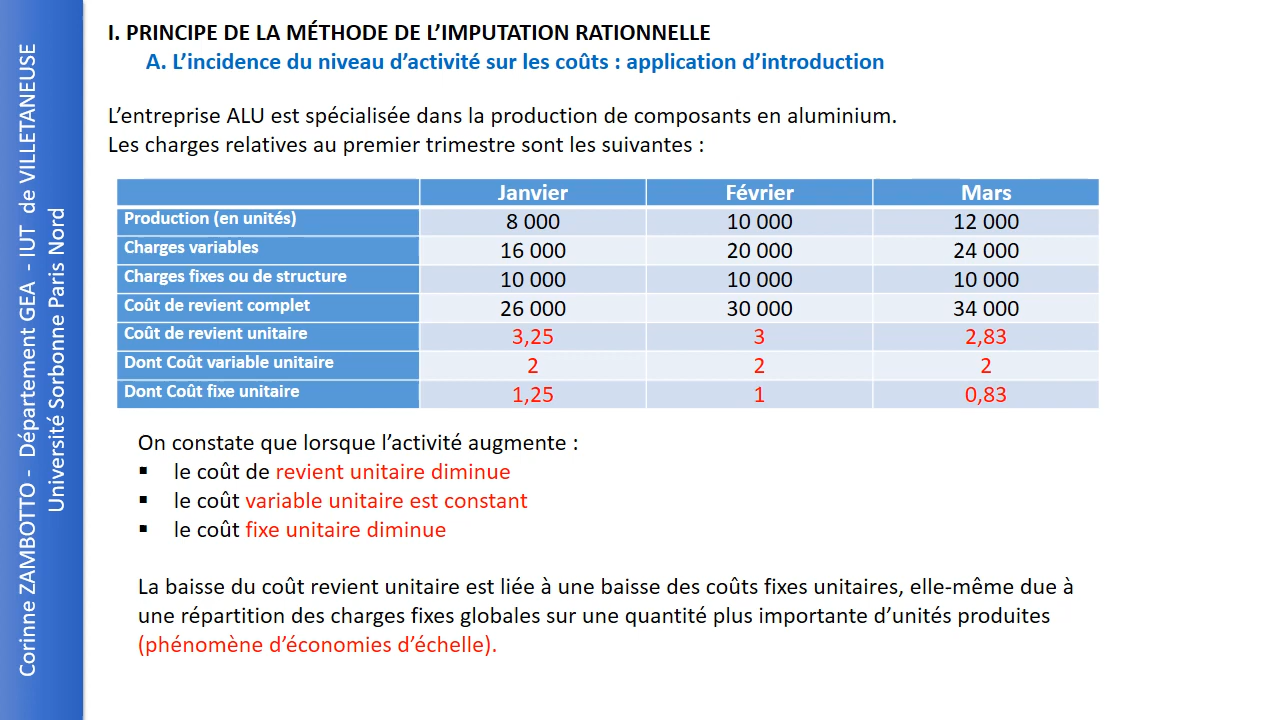 Corinne ZAMBOTTO - Département GEA - IUT de VILLETANEUSE
Université Sorbonne Paris Nord
I. PRINCIPE DE LA MÉTHODE DE L’IMPUTATION RATIONNELLE
A. L’incidence du niveau d’activité sur les coûts : application d’introduction
L’entreprise ALU est spécialisée dans la production de composants en aluminium.
Les charges relatives au premier trimestre sont les suivantes :
Janvier Février Mars
Production (en unités) 8 000 10 000 12 000
Charges variables 16 000 20 000 24 000
Charges fixes ou de structure 10 000 10 000 10 000
Coût de revient complet 26 000 30 000 34 000
Coût de revient unitaire 3,25 3 2,83
Dont Coût variable unitaire 2 2 2
Dont Coût fixe unitaire 1,25 1 0,83
On constate que lorsque l’activité augmente :
▪ le coût de revient unitaire diminue
▪ le coût variable unitaire est constant
▪ le coût fixe unitaire diminue
La baisse du coût revient unitaire est liée à une baisse des coûts fixes unitaires, elle-même due à
une répartition des charges fixes globales sur une quantité plus importante d’unités produites
(phénomène d’économies d’échelle).